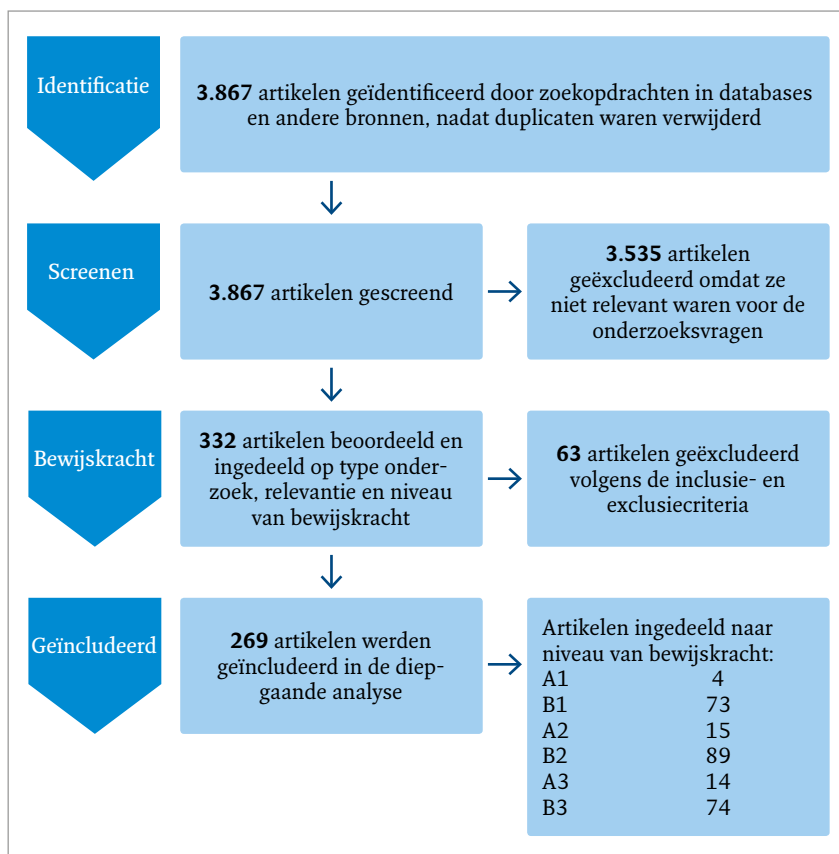 Identificatie
3.867 artikelen geïdentificeerd door zoekopdrachten in databases
en andere bronnen, nadat duplicaten waren verwijderd
Screenen
3.867 artikelen gescreend
3.535 artikelen
geëxcludeerd omdat ze
niet relevant waren voor de
onderzoeksvragen
Bewijskracht
332 artikelen beoordeeld en
ingedeeld op type onder-
zoek, relevantie en niveau
van bewijskracht
63 artikelen geëxcludeerd
volgens de inclusie- en
exclusiecriteria
Geïncludeerd
269 artikelen werden
geïncludeerd in de diep-
gaande analyse
Artikelen ingedeeld naar
niveau van bewijskracht:
A1 4
B1 73
A2 15
B2 89
A3 14
B3 74